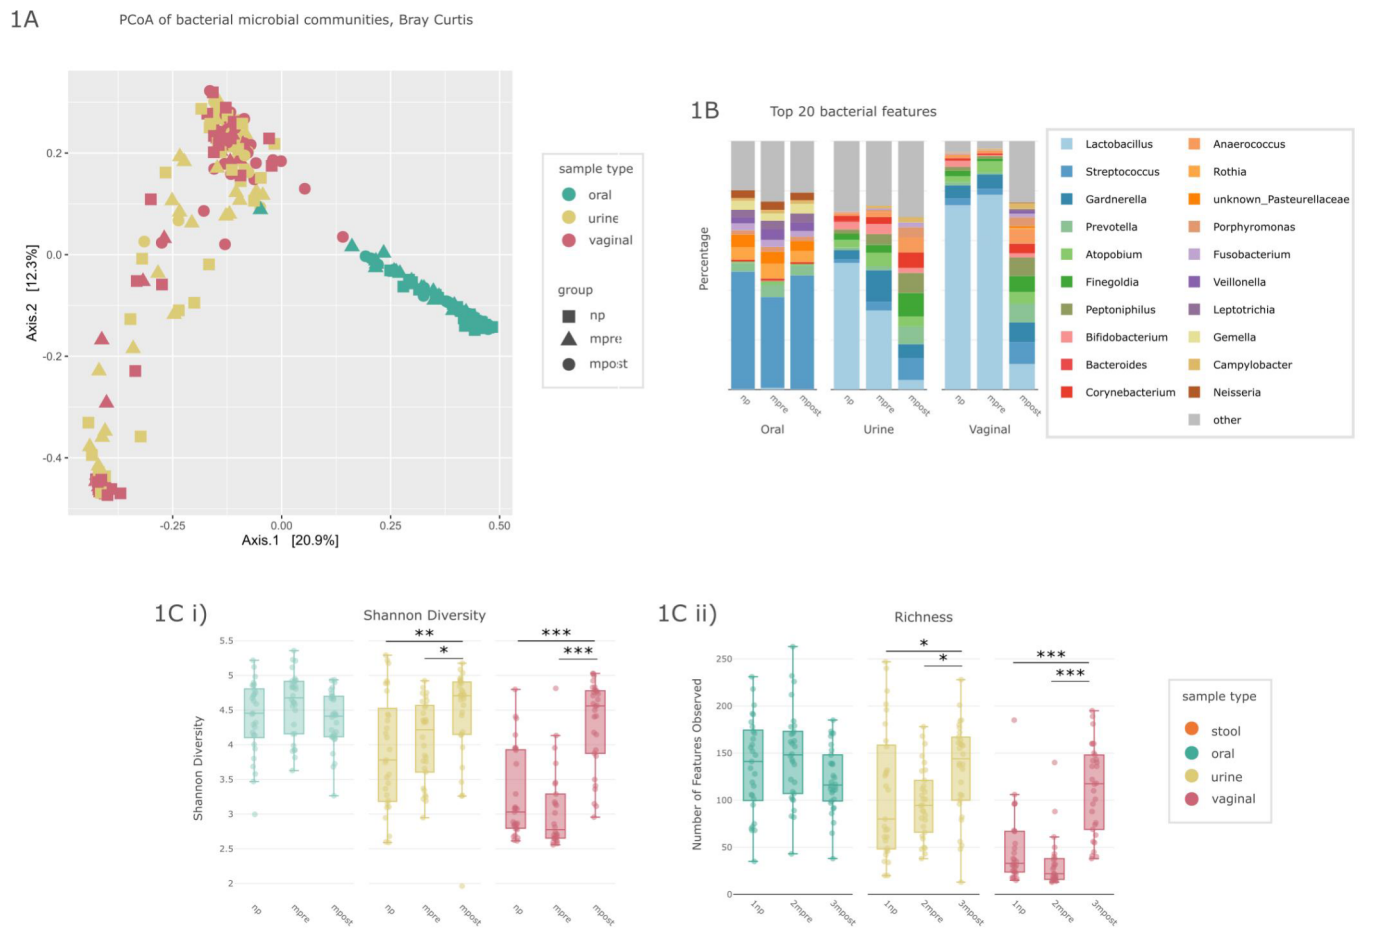 1A
PCoA of bacterial microbial communities, Bray Curtis
Axis.2 [12.3%]
0.2
0.0
-0.2
-0.4
-0.25
0.00
0.25
0.50
Axis.1 [20.9%]
sample type
oral
urine
vaginal
group
np
mpre
mpost
1B
Top 20 bacterial features
Percentage
np
mpre
mpost
np
mpre
mpost
np
mpre
mpost
Oral
Urine
Vaginal
Lactobacillus
Streptococcus
Gardnerella
Prevotella
Atopobium
Finegoldia
Peptoniphilus
Bifidobacterium
Bacteroides
Corynebacterium
Anaerococcus
Rothia
unknown_Pasteurellaceae
Porphyromonas
Fusobacterium
Veillonella
Leptotrichia
Gemella
Campylobacter
Neisseria
other
1C i)
Shannon Diversity
Shannon Diversity
5.5
5
4.5
4
3.5
3
2.5
2
**
*
***
***
np
mpre
mpost
np
mpre
mpost
np
mpre
mpost
1C ii)
Richness
Number of Features Observed
250
200
150
100
50
0
*
*
***
***
1np
2mpre
3mpost
1np
2mpre
3mpost
1np
2mpre
3mpost
sample type
stool
oral
urine
vaginal